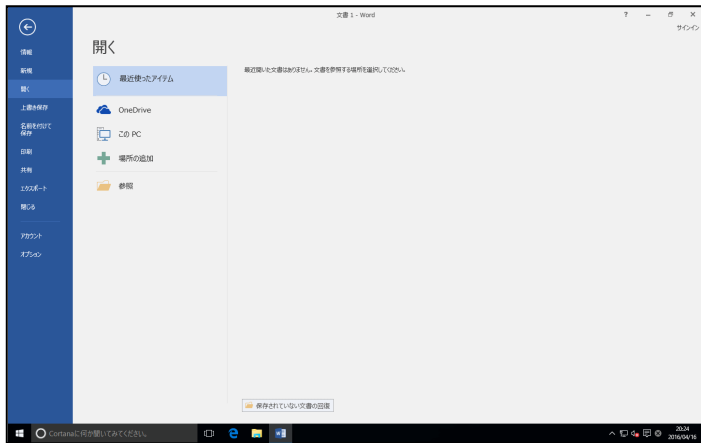 文書 1 - Word
?
サインイン
情報
新規
開く
上書き保存
名前を付けて
保存
印刷
共有
エクスポート
閉じる
アカウント
オプション
開く
最近使ったアイテム
OneDrive
この PC
場所の追加
参照
最近開いた文書はありません。文書を参照する場所を選択してください。
保存されていない文書の回復
Cortanaに何か聞いてみてください。
20:24
2016/04/16